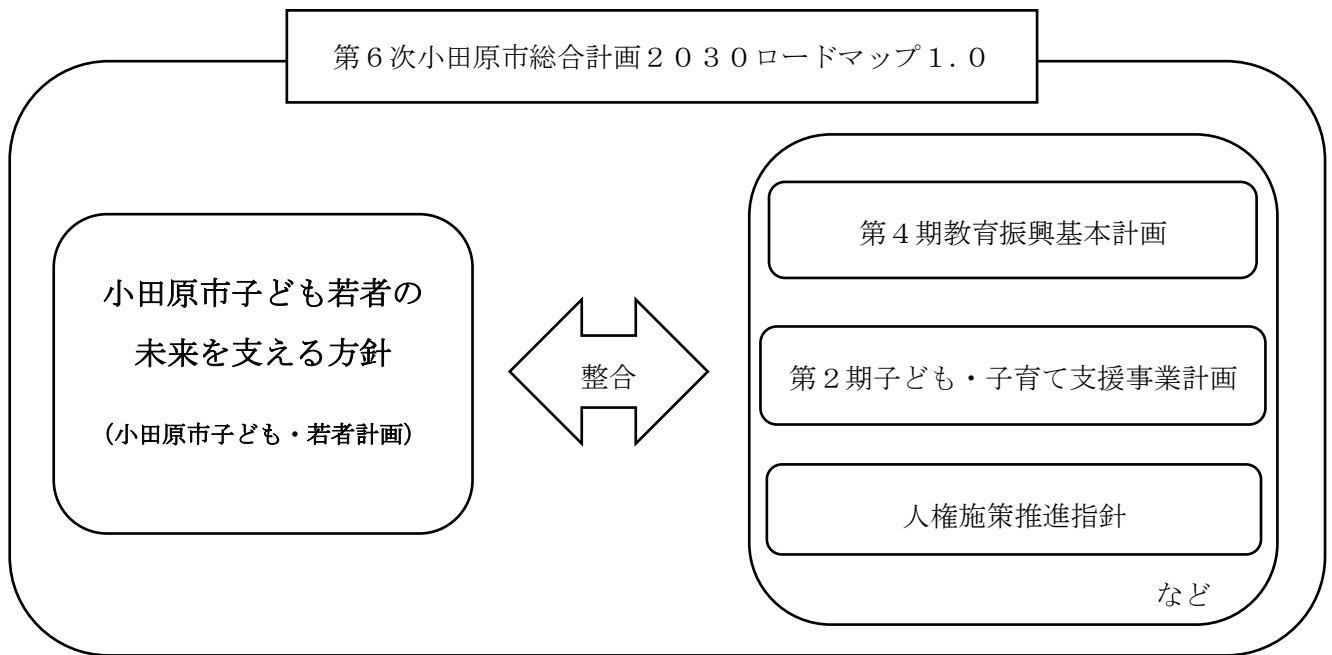 第６次小田原市総合計画２０３０ロードマップ１.０
小田原市子ども若者の
未来を支える方針
（小田原市子ども・若者計画）
整合
第４期教育振興基本計画
第２期子ども・子育て支援事業計画
人権施策推進指針
など